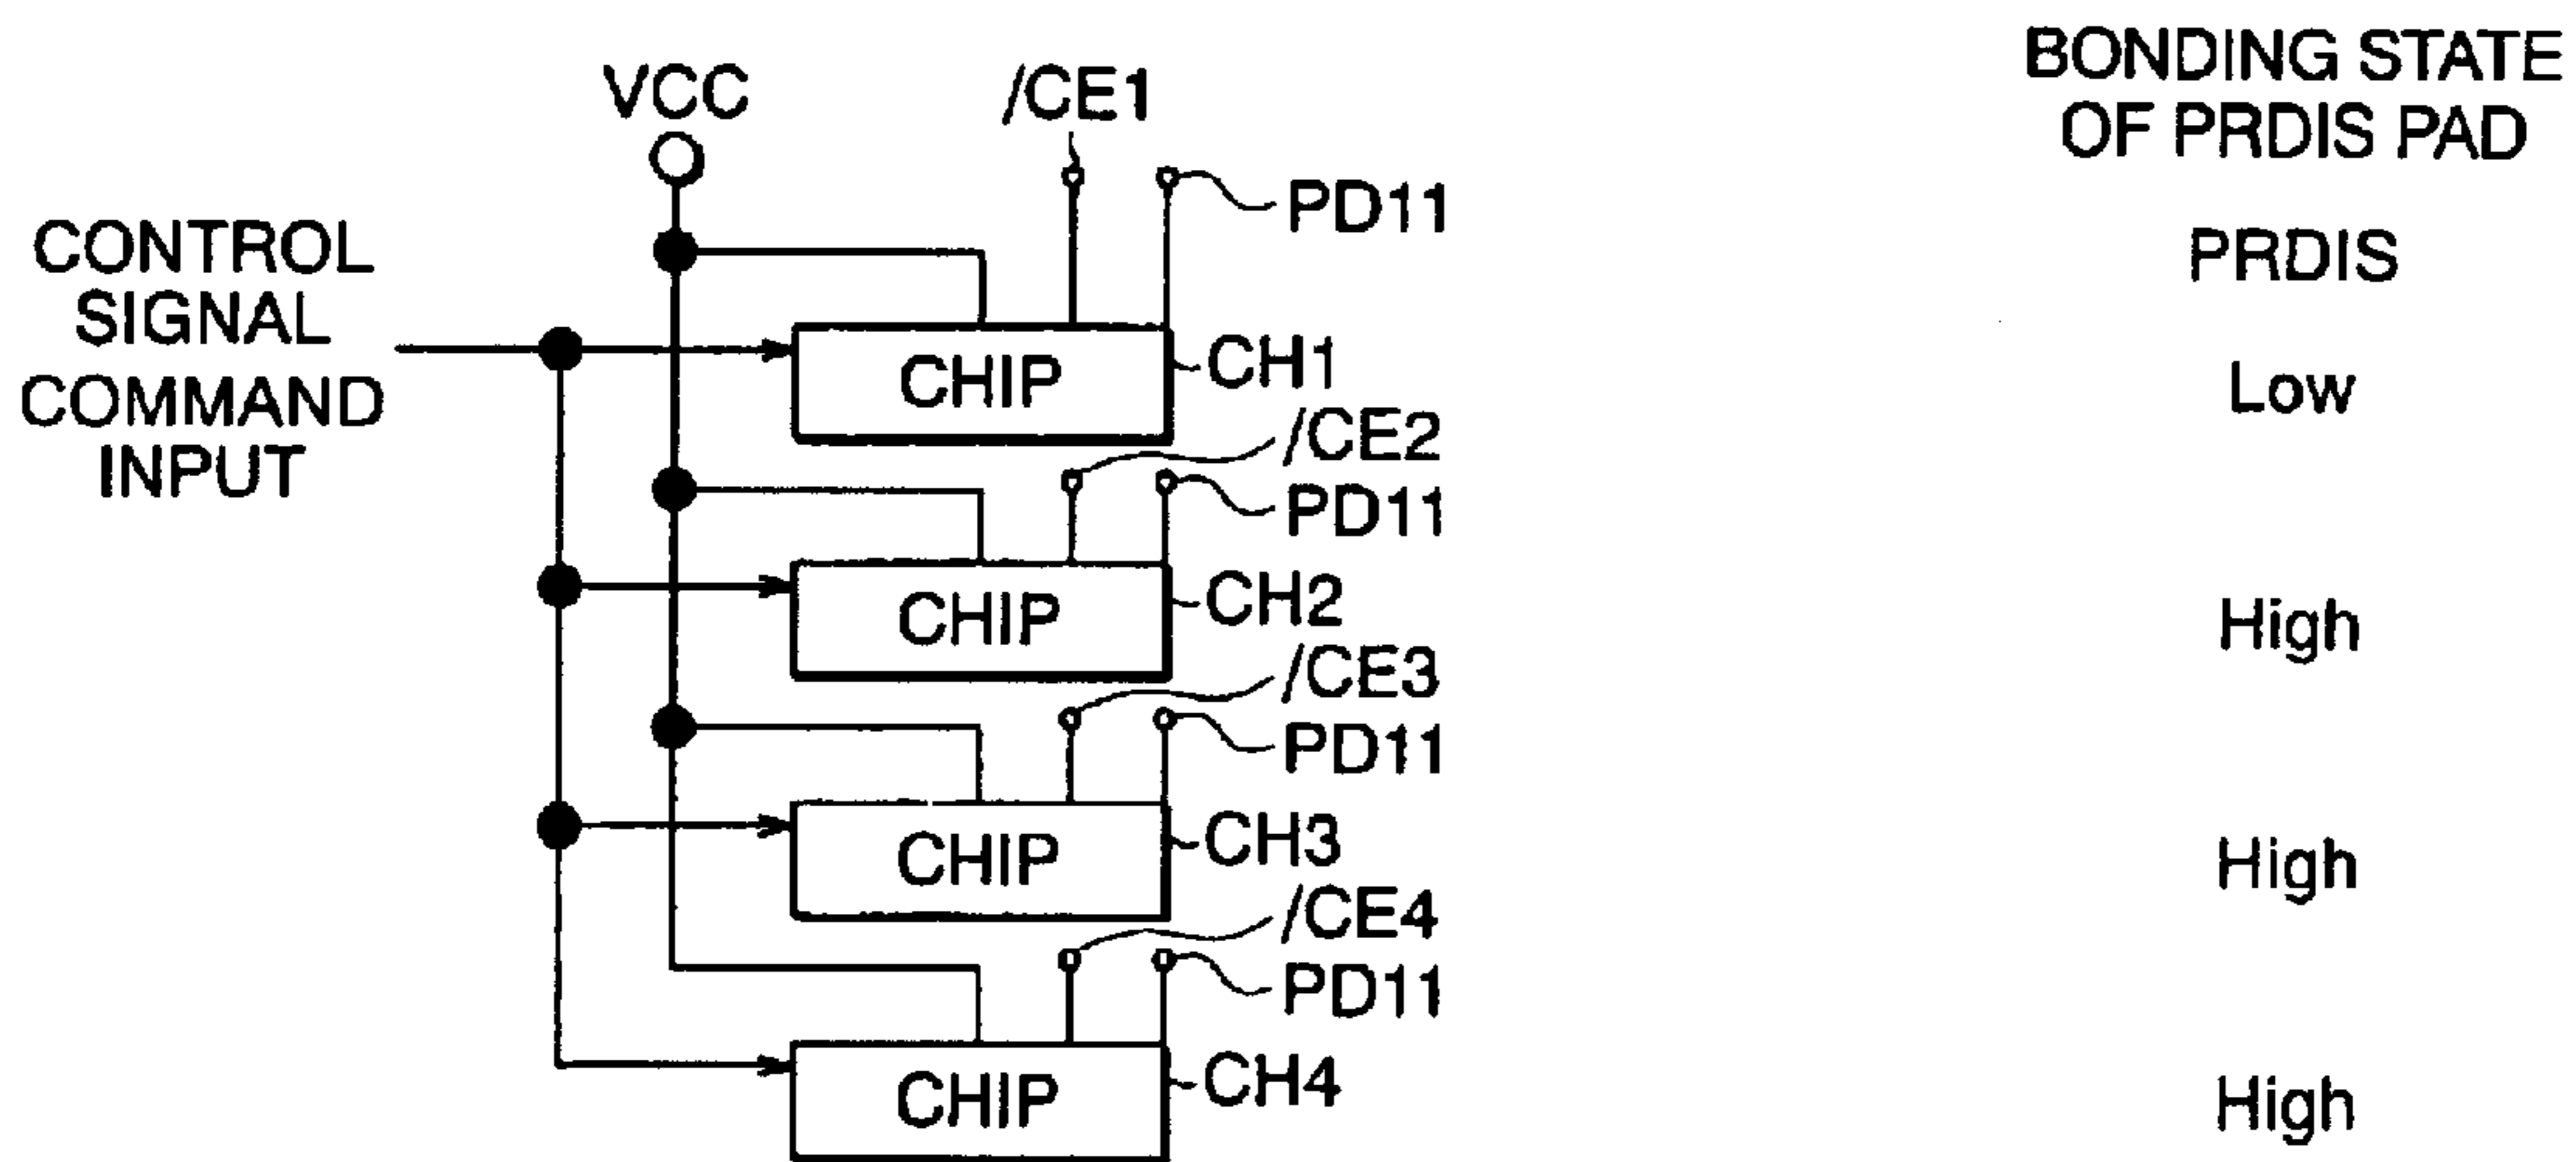 BONDING STATE
OF PRDIS PAD
VCC
/CE1
PD11
PRDIS
CONTROL
SIGNAL
COMMAND
INPUT
CHIP
CH1
Low
/CE2
PD11
CHIP
CH2
High
/CE3
PD11
CHIP
CH3
High
/CE4
PD11
CHIP
CH4
High